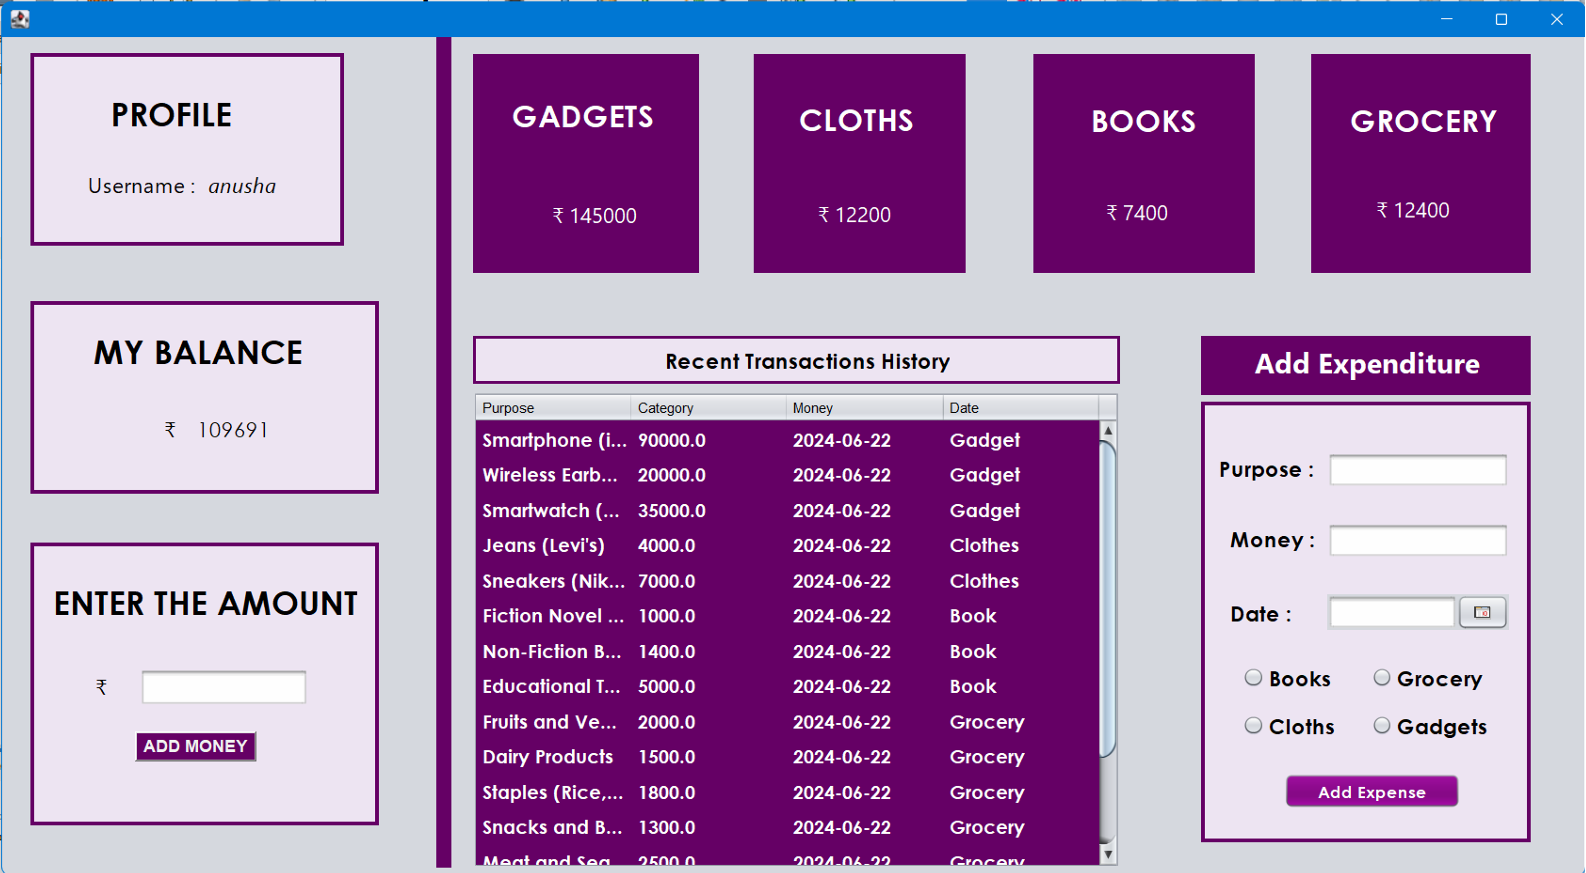 PROFILE
Username : anusha
MY BALANCE
₹ 109691
ENTER THE AMOUNT
₹
ADD MONEY
GADGETS
₹ 145000
CLOTHS
₹ 12200
BOOKS
₹ 7400
GROCERY
₹ 12400
Recent Transactions History
Purpose Category Money Date
Smartphone (i... 90000.0 2024-06-22 Gadget
Wireless Earb... 20000.0 2024-06-22 Gadget
Smartwatch (... 35000.0 2024-06-22 Gadget
Jeans (Levi's) 4000.0 2024-06-22 Clothes
Sneakers (Nik... 7000.0 2024-06-22 Clothes
Fiction Novel ... 1000.0 2024-06-22 Book
Non-Fiction B... 1400.0 2024-06-22 Book
Educational T... 5000.0 2024-06-22 Book
Fruits and Ve... 2000.0 2024-06-22 Grocery
Dairy Products 1500.0 2024-06-22 Grocery
Staples (Rice,... 1800.0 2024-06-22 Grocery
Snacks and B... 1300.0 2024-06-22 Grocery
Meat and Sea... 2500.0 2024-06-22 Grocery
Add Expenditure
Purpose :
Money :
Date :
Books Grocery
Cloths Gadgets
Add Expense